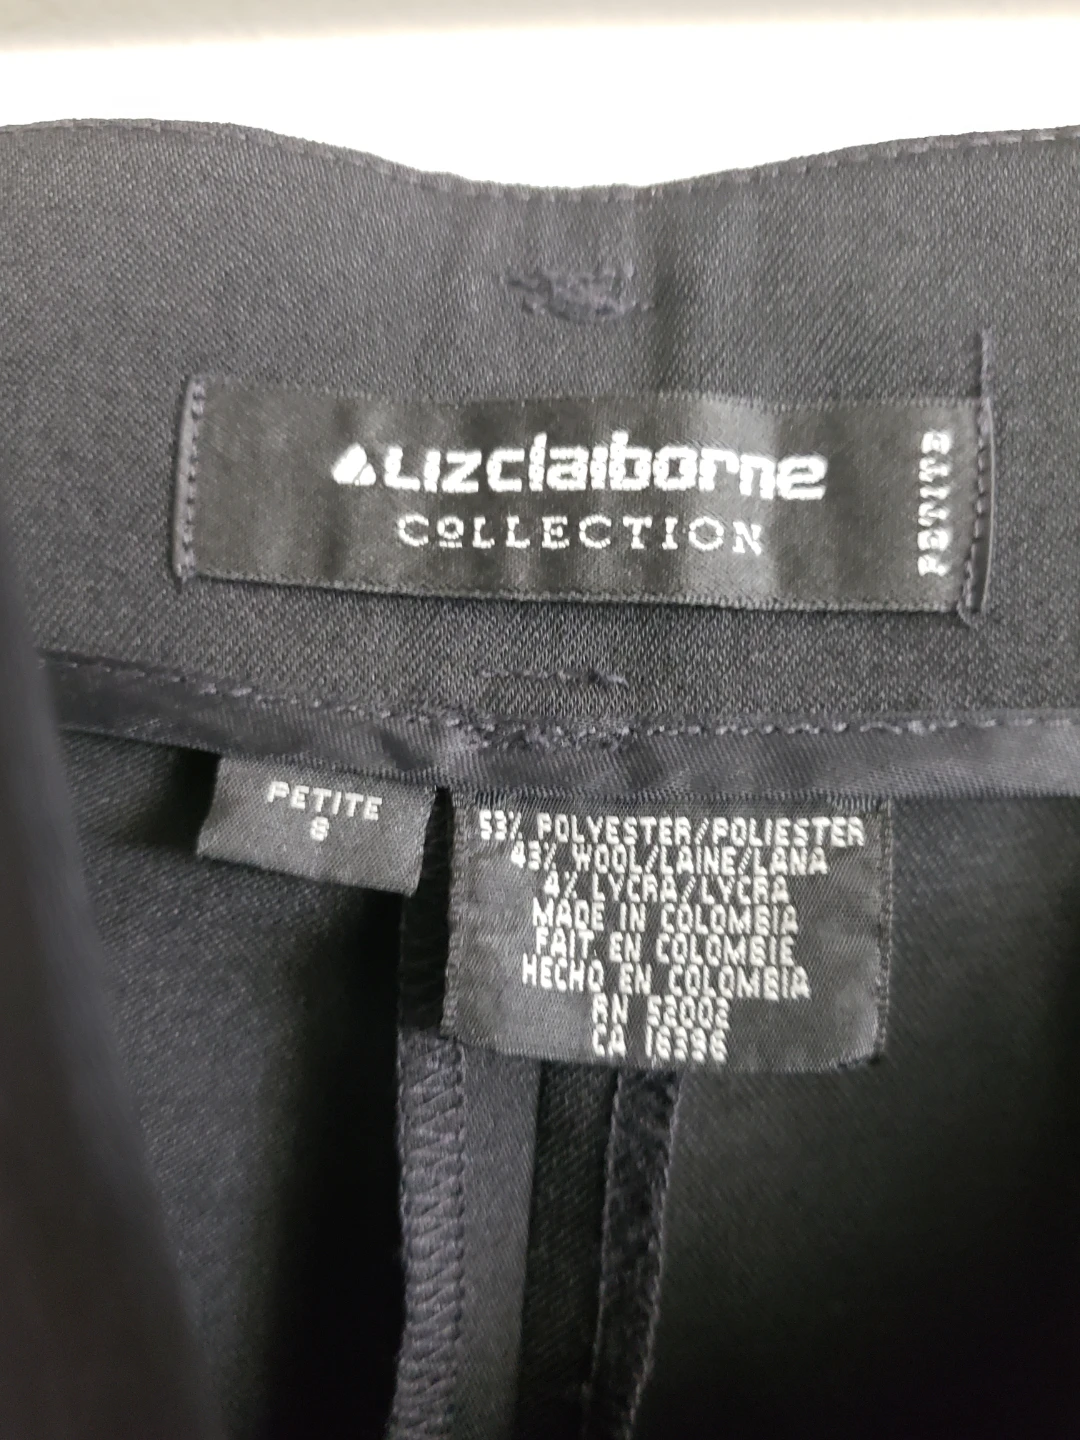 Lizclaiborne
COLLECTION
PETITE
PETITE
8
53% POLYESTER/POLIESTER
43% WOOL/LAINE/LANA
4% LYCRA/LYCRA
MADE IN COLOMBIA
FAIT EN COLOMBIE
HECHO EN COLOMBIA
RN 52002
CA 16396